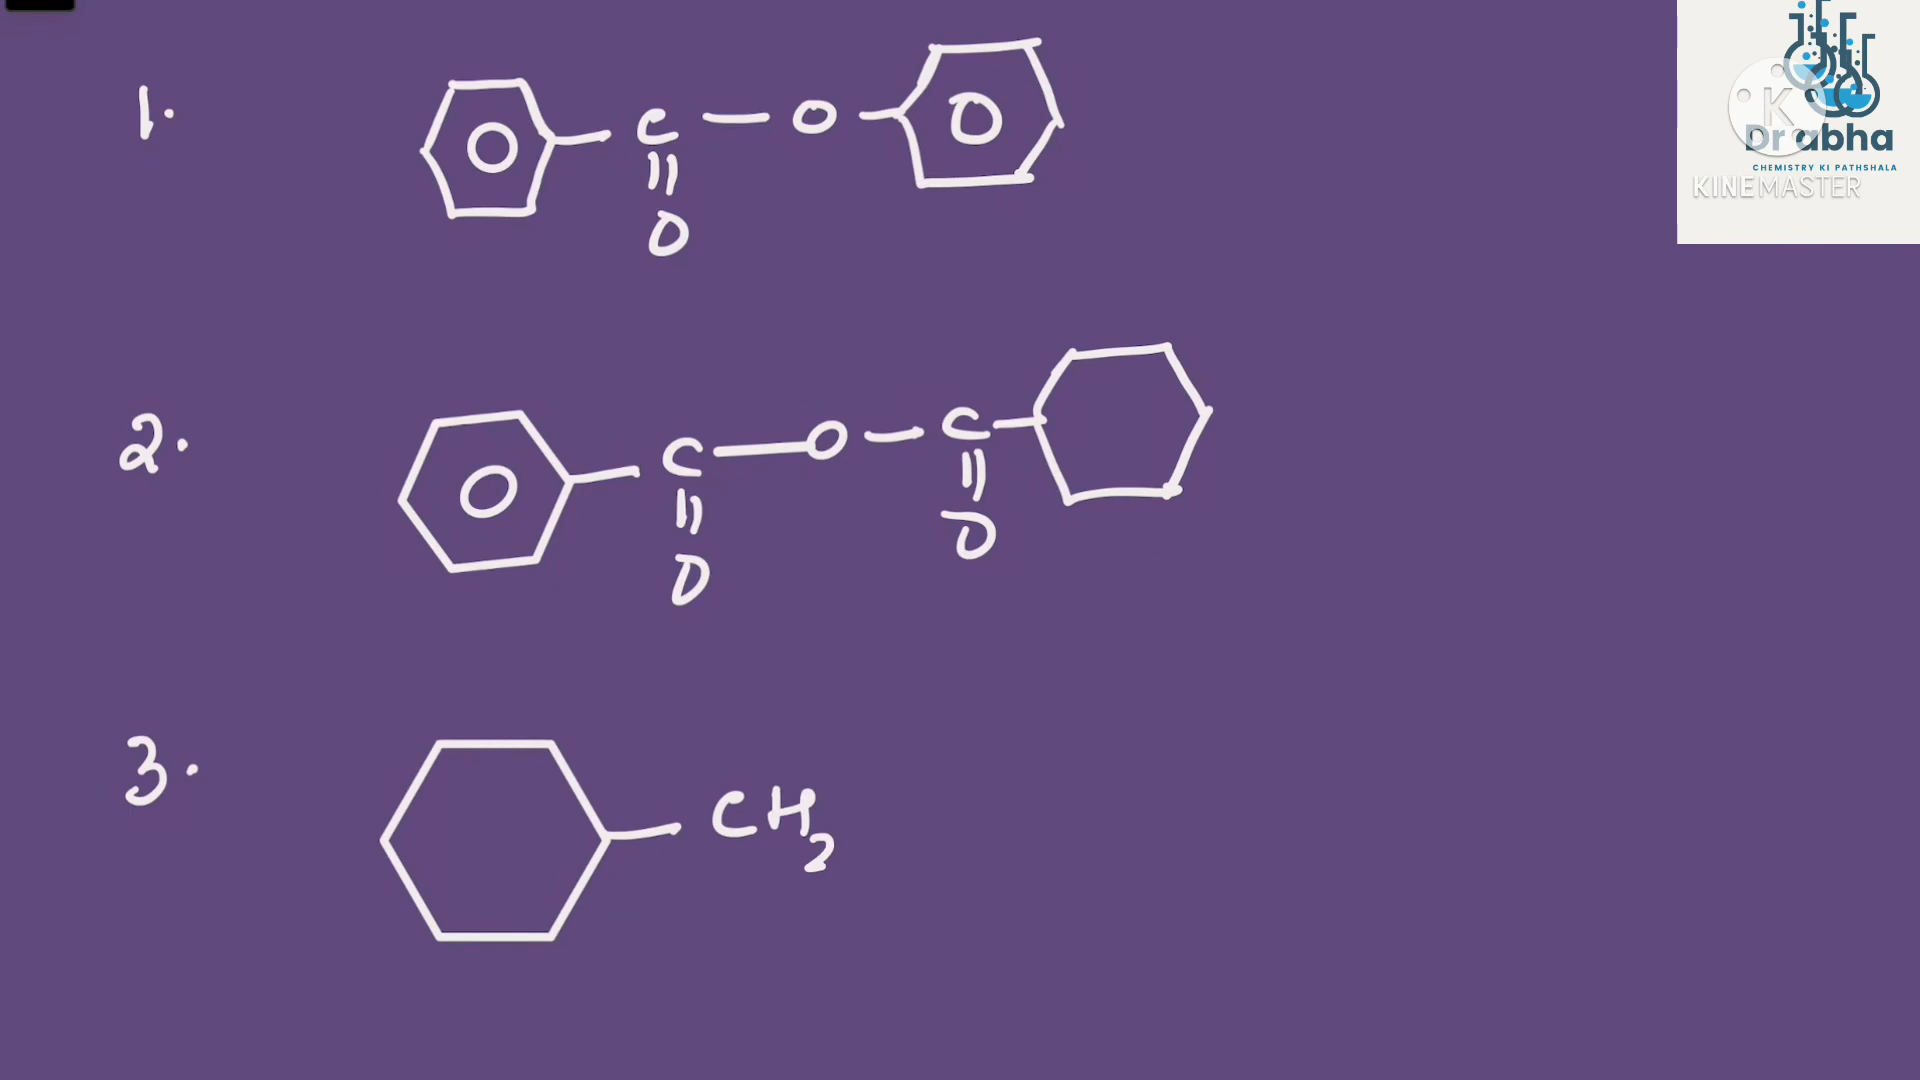 1.
C — O
O
O
O
2.
C — O — C
O
O
O
3.
CH2
Dr abha
CHEMISTRY KI PATHSHALA
K
KINEMASTER